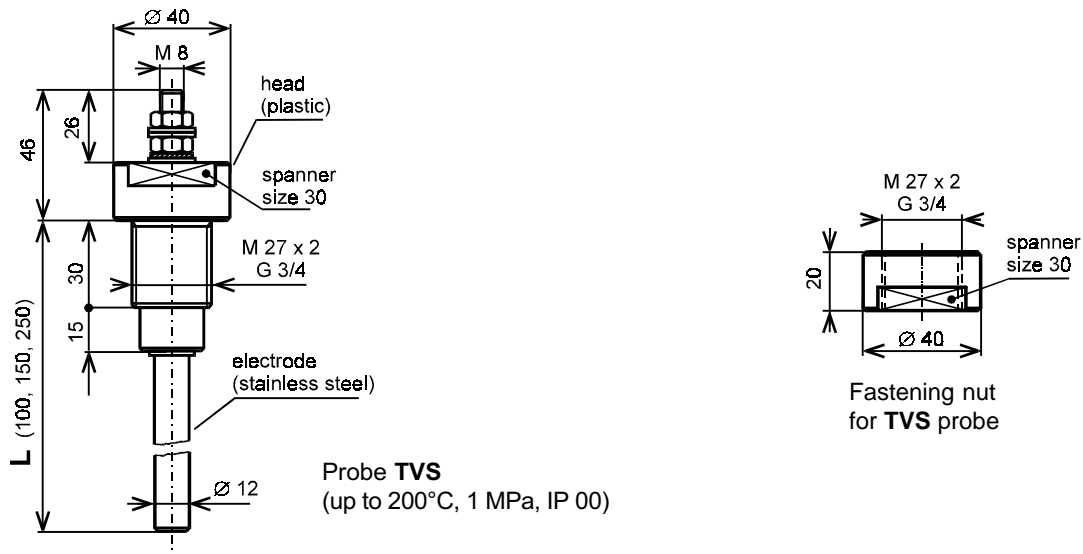 Ø 40
M 8
head
(plastic)
46
26
spanner
size 30
M 27 x 2
G 3/4
30
15
L (100, 150, 250)
electrode
(stainless steel)
Ø 12
Probe TVS
(up to 200°C, 1 MPa, IP 00)
M 27 x 2
G 3/4
spanner
size 30
20
Ø 40
Fastening nut
for TVS probe